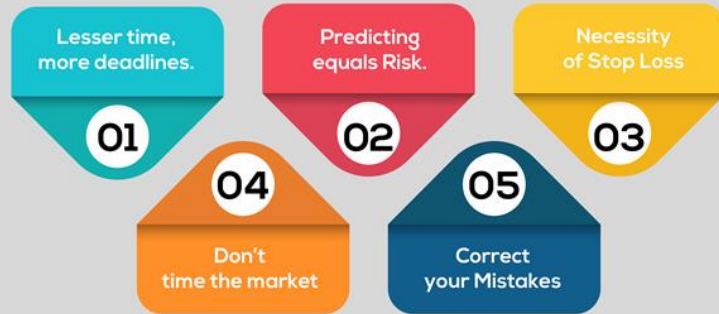 Lesser time,
more deadlines.
01
Predicting
equals Risk.
02
Necessity
of Stop Loss
03
04
Don't
time the market
05
Correct
your Mistakes